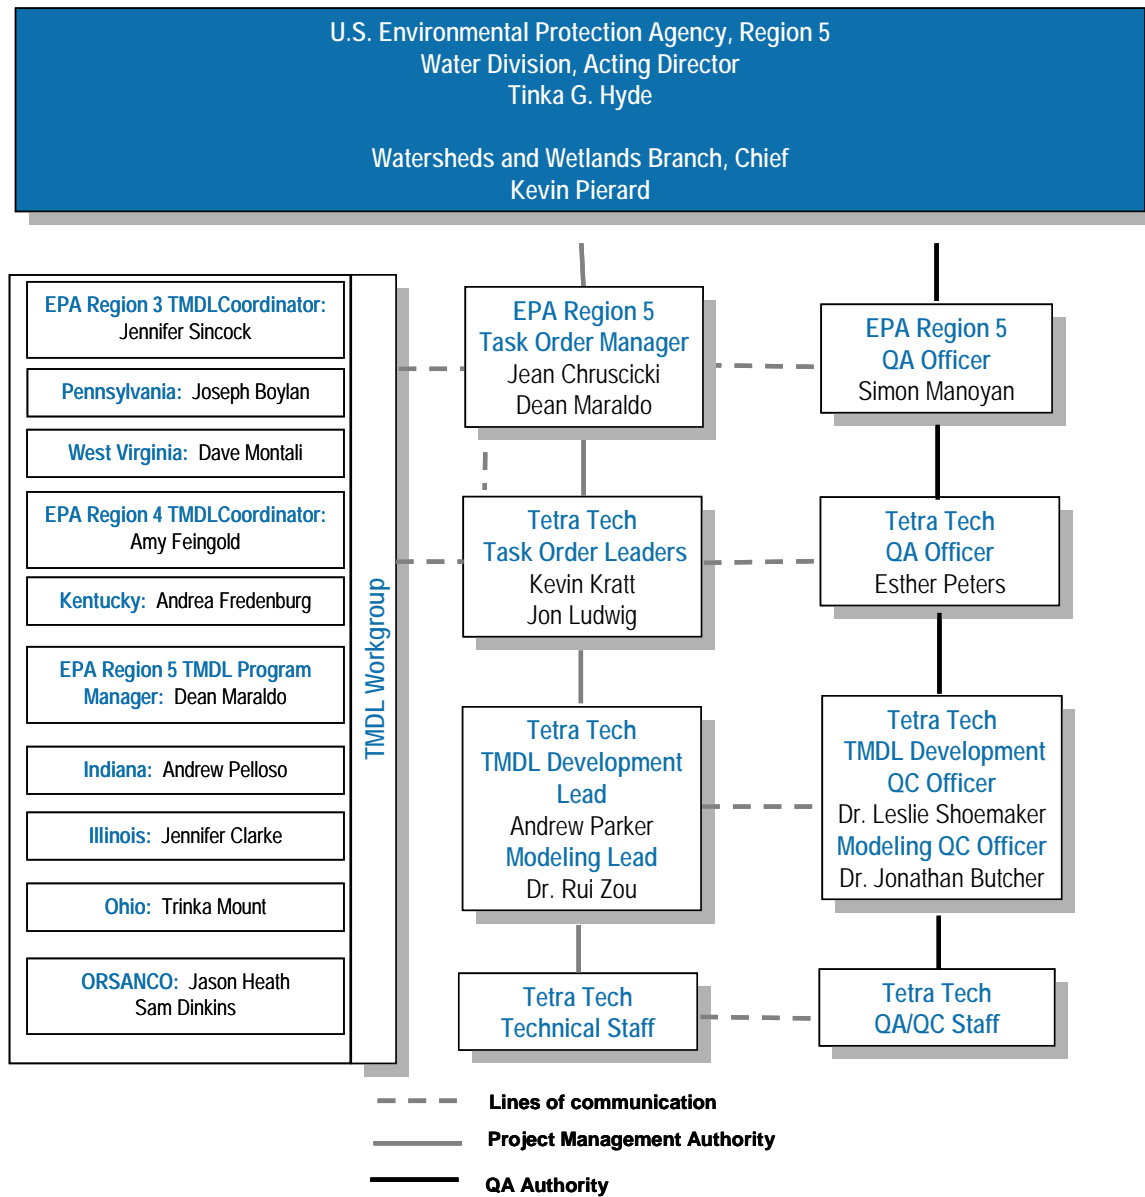 U.S. Environmental Protection Agency, Region 5
Water Division, Acting Director
Tinka G. Hyde
Watersheds and Wetlands Branch, Chief
Kevin Pierard
EPA Region 3 TMDLCoordinator:
Jennifer Sincock
Pennsylvania: Joseph Boylan
West Virginia: Dave Montali
EPA Region 4 TMDLCoordinator:
Amy Feingold
Kentucky: Andrea Fredenburg
EPA Region 5 TMDL Program
Manager: Dean Maraldo
Indiana: Andrew Pelloso
Illinois: Jennifer Clarke
Ohio: Trinka Mount
ORSANCO: Jason Heath
Sam Dinkins
TMDL Workgroup
EPA Region 5
Task Order Manager
Jean Chruscicki
Dean Maraldo
EPA Region 5
QA Officer
Simon Manoyan
Tetra Tech
Task Order Leaders
Kevin Kratt
Jon Ludwig
Tetra Tech
QA Officer
Esther Peters
Tetra Tech
TMDL Development
Lead
Andrew Parker
Modeling Lead
Dr. Rui Zou
Tetra Tech
TMDL Development
QC Officer
Dr. Leslie Shoemaker
Modeling QC Officer
Dr. Jonathan Butcher
Tetra Tech
Technical Staff
Tetra Tech
QA/QC Staff
Lines of communication
Project Management Authority
QA Authority